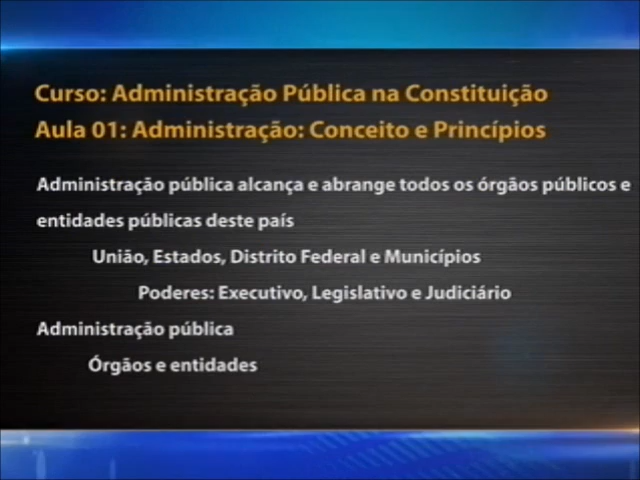 Curso: Administração Pública na Constituição
Aula 01: Administração: Conceito e Princípios
Administração pública alcança e abrange todos os órgãos públicos e
entidades públicas deste país
União, Estados, Distrito Federal e Municípios
Poderes: Executivo, Legislativo e Judiciário
Administração pública
Órgãos e entidades